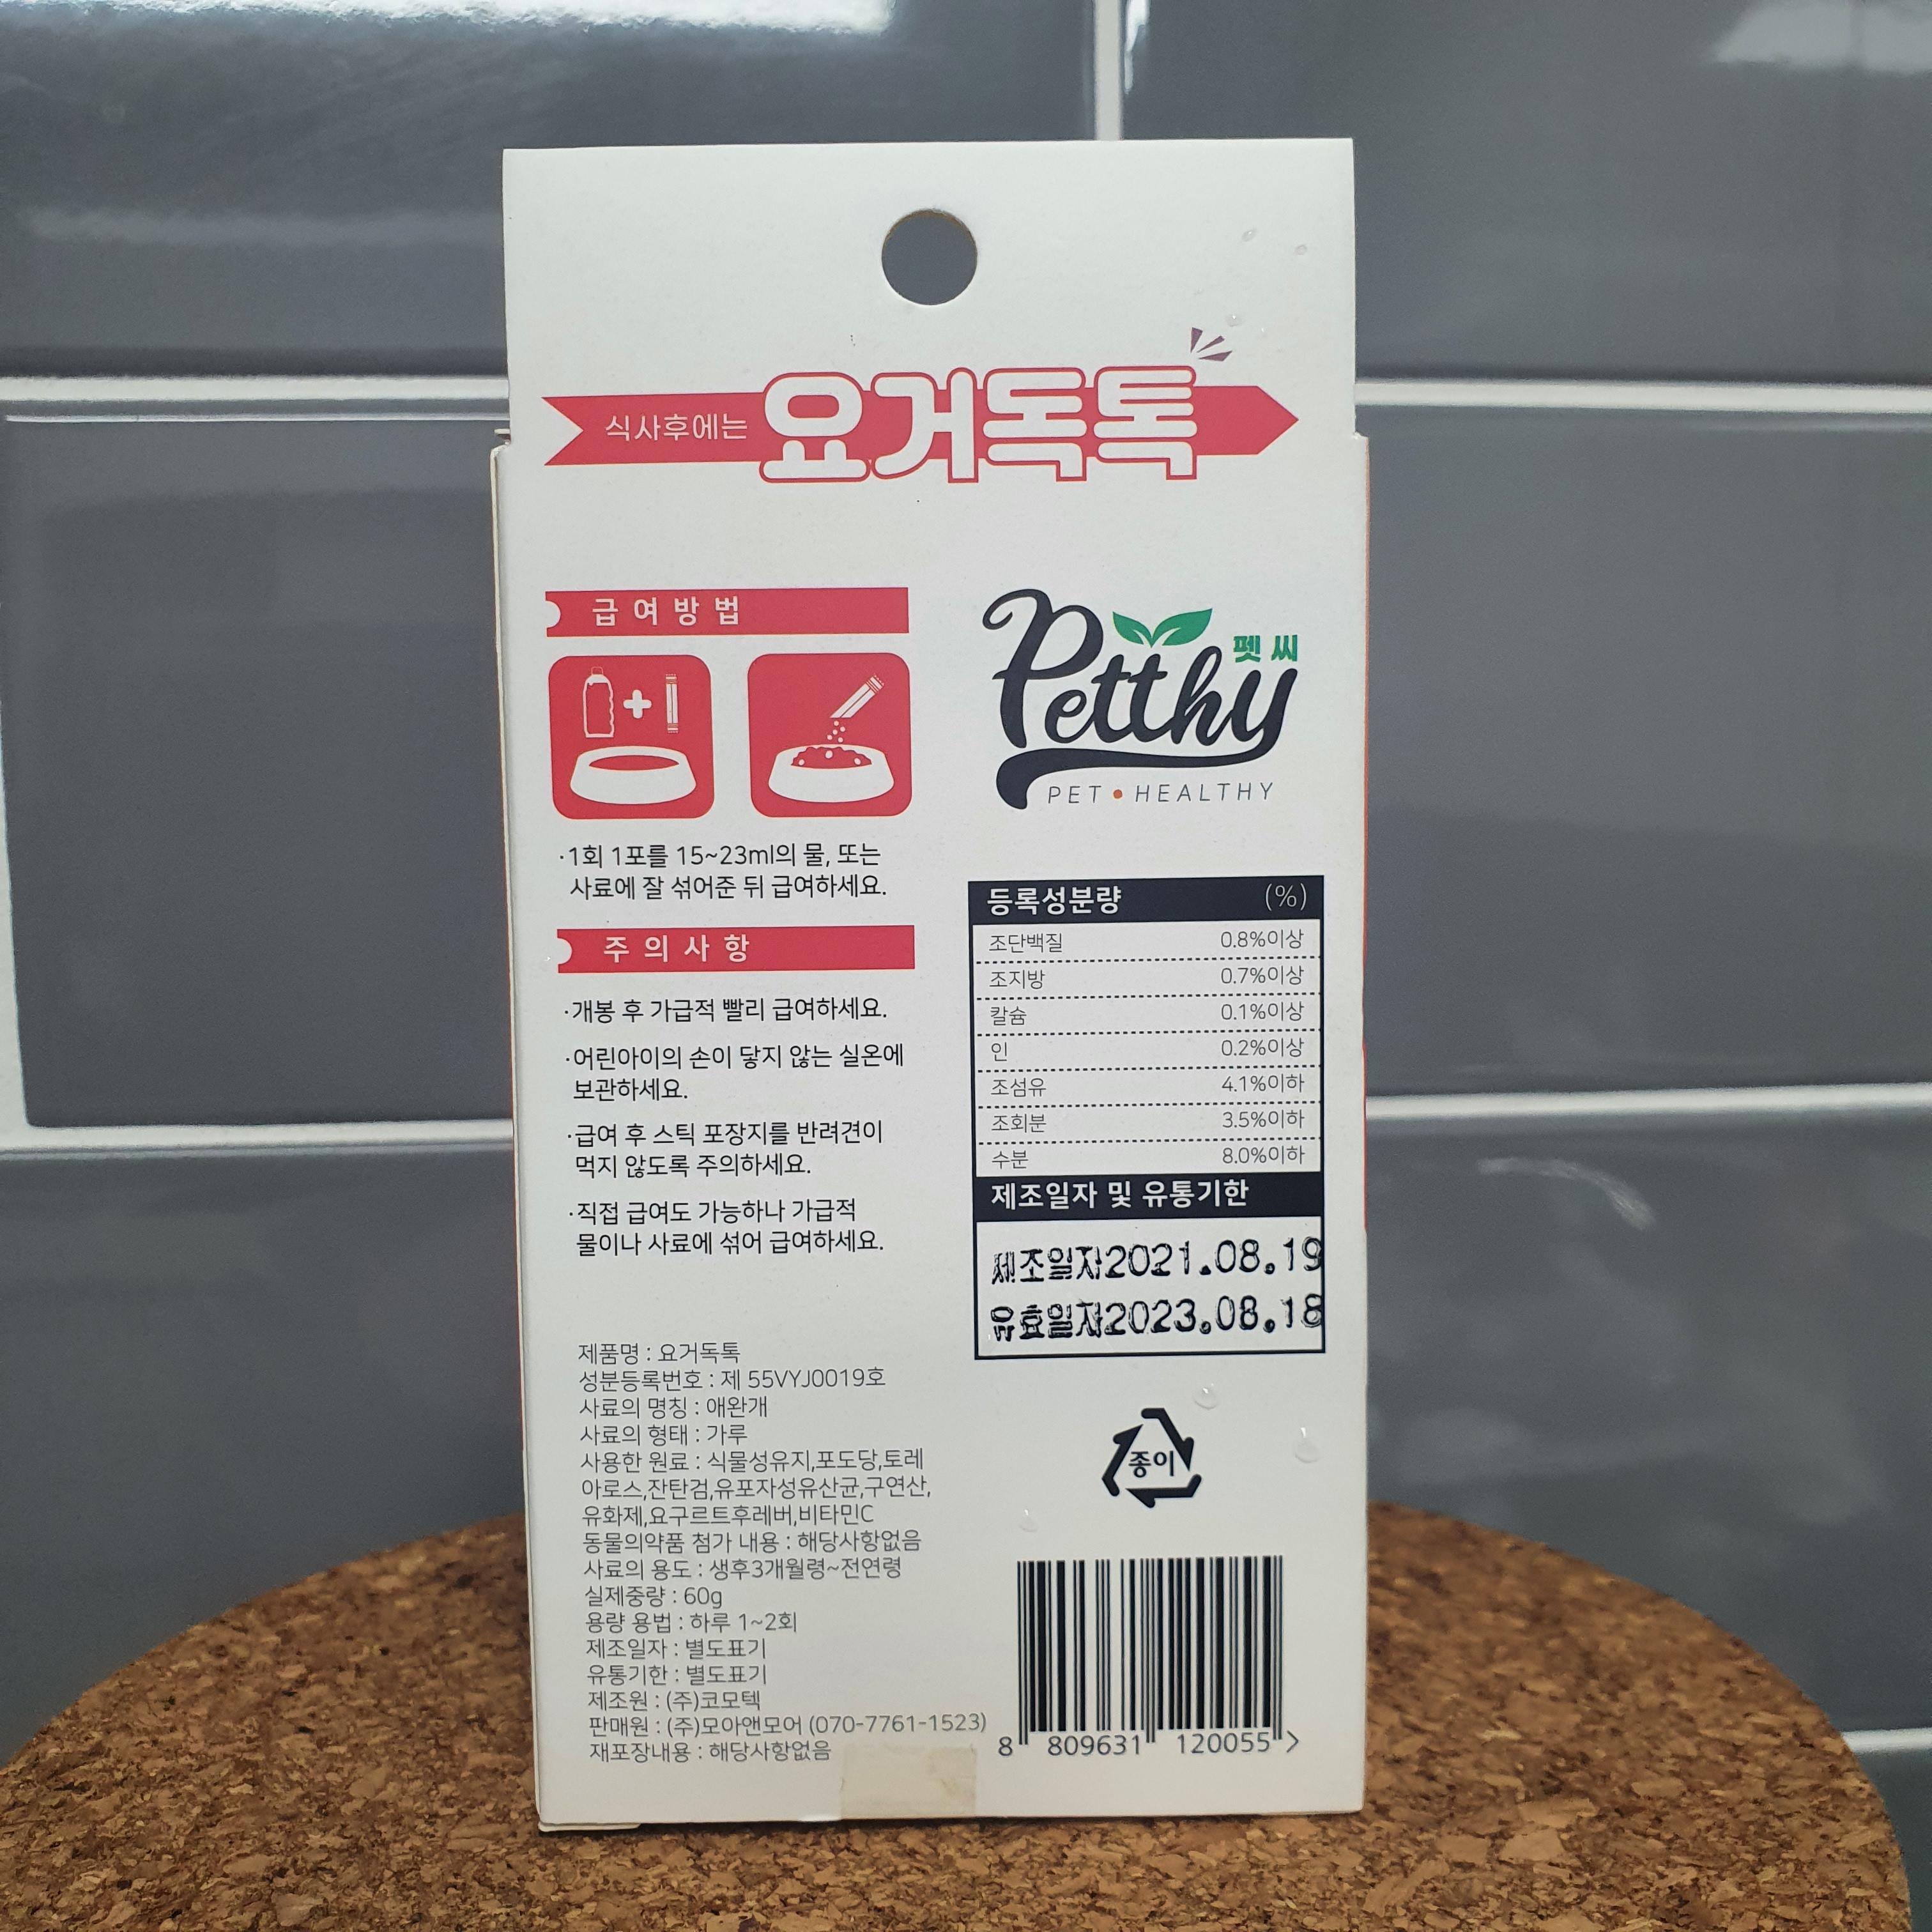 식사후에는 요거독톡
급여방법
·1회 1포를 15~23ml의 물, 또는
사료에 잘 섞어준 뒤 급여하세요.
주의사항
·개봉 후 가급적 빨리 급여하세요.
·어린아이의 손이 닿지 않는 실온에
보관하세요.
·급여 후 스틱 포장지를 반려견이
먹지 않도록 주의하세요.
·직접 급여도 가능하나 가급적
물이나 사료에 섞어 급여하세요.
제품명 : 요거독톡
성분등록번호 : 제 55VYJ0019호
사료의 명칭 : 애완개
사료의 형태 : 가루
사용한 원료 : 식물성유지,포도당,토레
아로스,잔탄검,유포자성유산균,구연산,
유화제,요구르트후레버,비타민C
동물의약품 첨가 내용 : 해당사항없음
사료의 용도 : 생후3개월령~전연령
실제중량 : 60g
용량 용법 : 하루 1~2회
제조일자 : 별도표기
유통기한 : 별도표기
제조원 : (주)코모텍
판매원 : (주)모아앤모어 (070-7761-1523)
재포장내용 : 해당사항없음
펫씨
Petthy
PET•HEALTHY
등록성분량 (%)
조단백질 0.8%이상
조지방 0.7%이상
칼슘 0.1%이상
인 0.2%이상
조섬유 4.1%이하
조회분 3.5%이하
수분 8.0%이하
제조일자 및 유통기한
제조일자2021.08.19
유효일자2023.08.18
종이
8 809631 120055 >